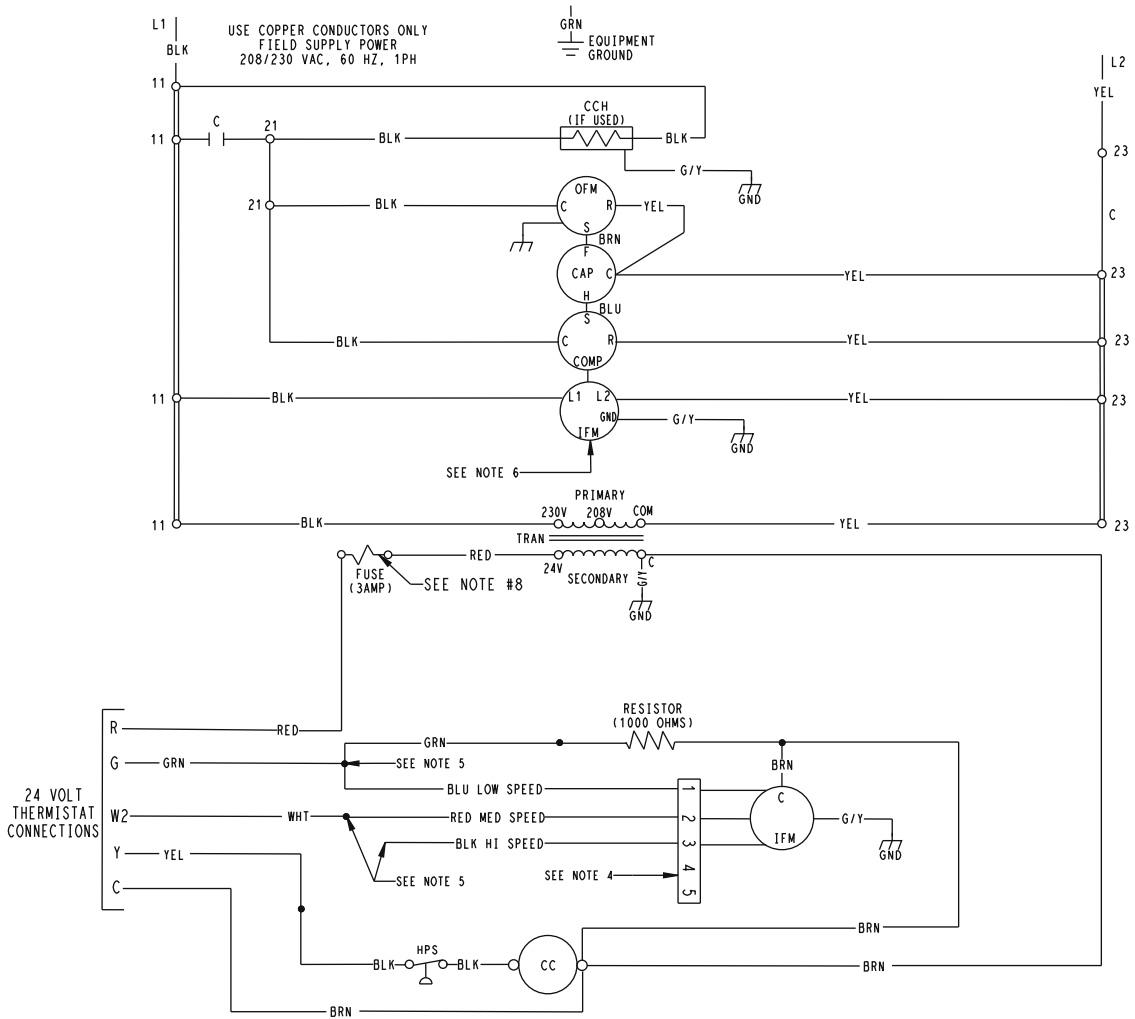 L1
BLK
USE COPPER CONDUCTORS ONLY
FIELD SUPPLY POWER
208/230 VAC, 60 HZ, 1PH
GRN
EQUIPMENT
GROUND
L2
YEL
11
CCH
(IF USED)
11
C
21
BLK
BLK
23
G/Y
GND
21
BLK
OFM
C
R
S
YEL
C
BRN
F
CAP
C
H
YEL
23
BLU
S
BLK
C
R
COMP
YEL
23
11
BLK
L1
L2
GND
IFM
YEL
23
G/Y
GND
SEE NOTE 6
PRIMARY
230V
208V
COM
11
BLK
YEL
23
TRAN
RED
24V
SECONDARY
C
G/Y
GND
FUSE
(3AMP)
SEE NOTE #8
24 VOLT
THERMISTAT
CONNECTIONS
R
RED
RESISTOR
(1000 OHMS)
GRN
G
GRN
SEE NOTE 5
BRN
BLU LOW SPEED
1
C
W2
WHT
RED MED SPEED
2
IFM
G/Y
GND
BLK HI SPEED
3
Y
YEL
SEE NOTE 4
4
SEE NOTE 5
5
C
BRN
HPS
BLK
BLK
CC
BRN
BRN